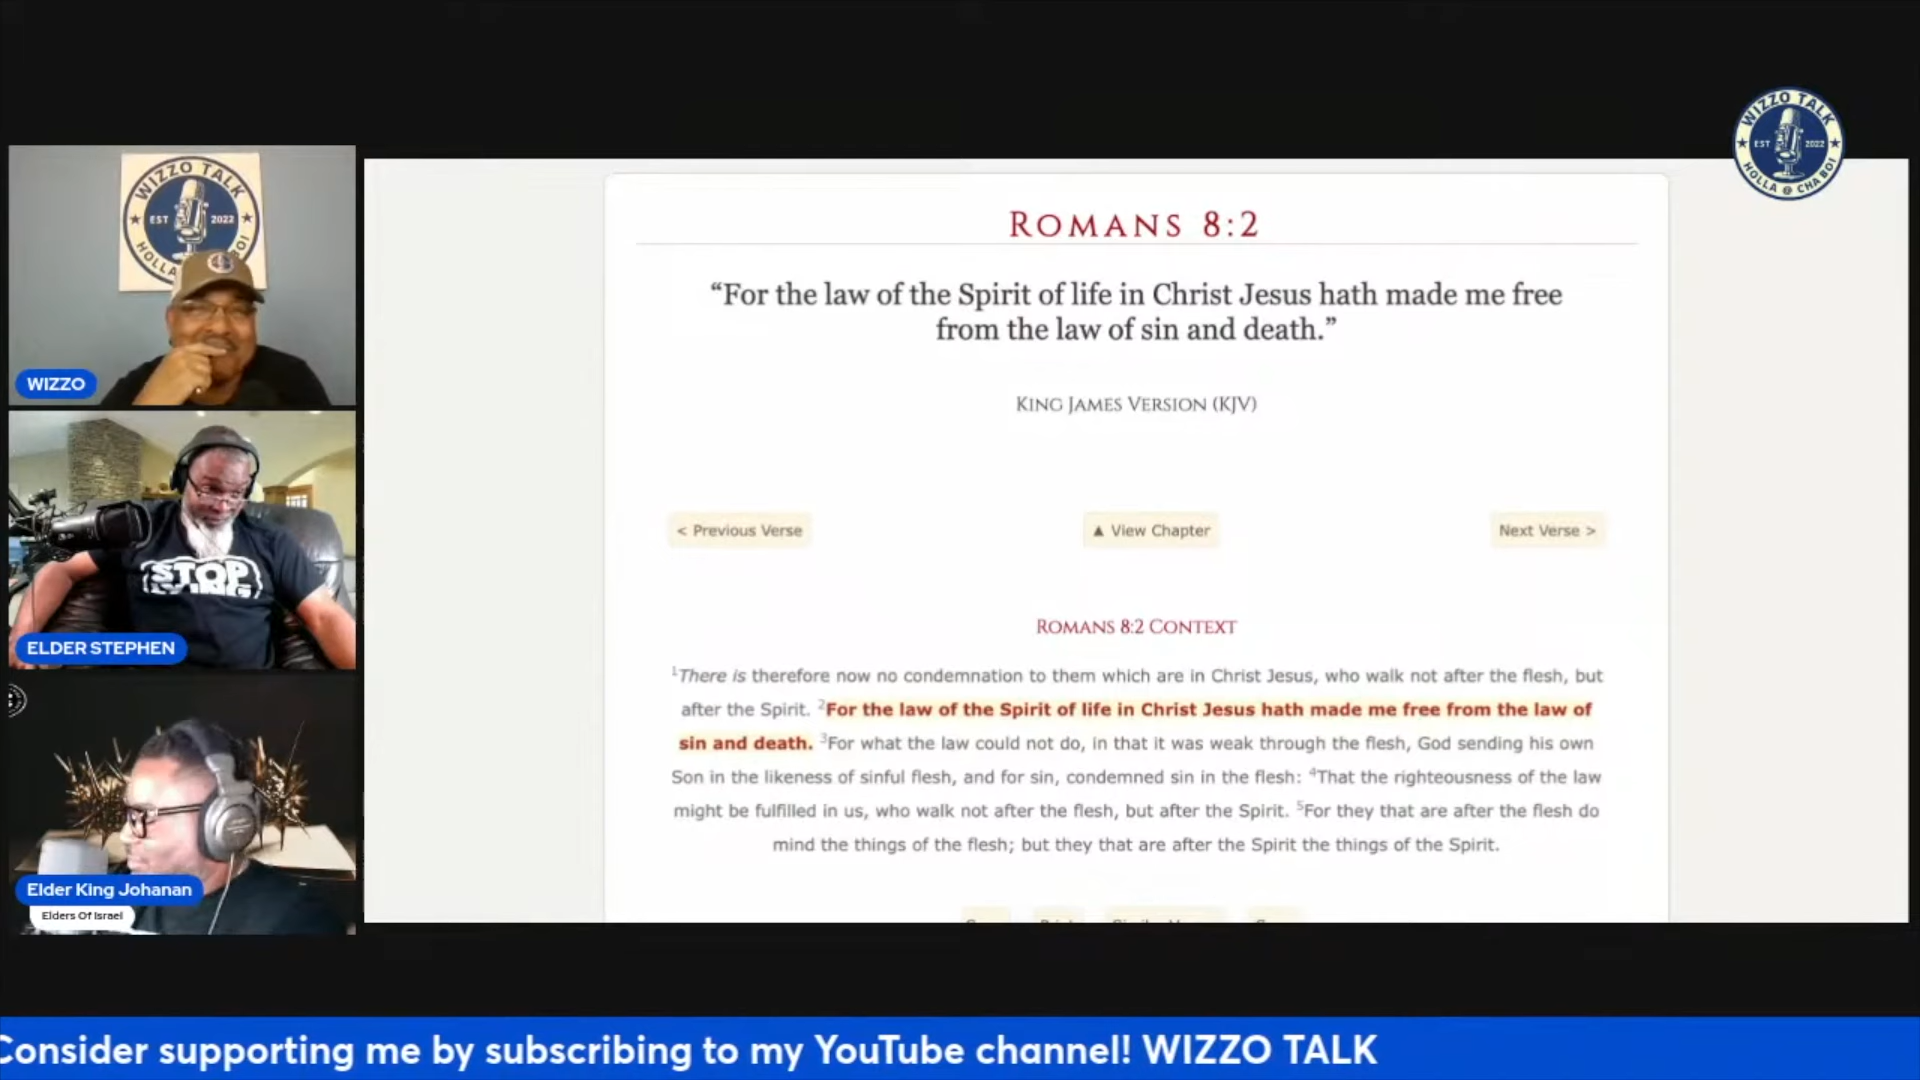 WIZZO TALK
EST 2022
HOLLA @ CHA BOI
WIZZO TALK
EST 2022
HOLLA
BOI
WIZZO
STOP
LYING
ELDER STEPHEN
Elder King Johanan
Elders Of Israel
ROMANS 8:2
“For the law of the Spirit of life in Christ Jesus hath made me free
from the law of sin and death.”
KING JAMES VERSION (KJV)
< Previous Verse
▲ View Chapter
Next Verse >
ROMANS 8:2 CONTEXT
1There is therefore now no condemnation to them which are in Christ Jesus, who walk not after the flesh, but
after the Spirit. 2For the law of the Spirit of life in Christ Jesus hath made me free from the law of
sin and death. 3For what the law could not do, in that it was weak through the flesh, God sending his own
Son in the likeness of sinful flesh, and for sin, condemned sin in the flesh: 4That the righteousness of the law
might be fulfilled in us, who walk not after the flesh, but after the Spirit. 5For they that are after the flesh do
mind the things of the flesh; but they that are after the Spirit the things of the Spirit.
Consider supporting me by subscribing to my YouTube channel! WIZZO TALK